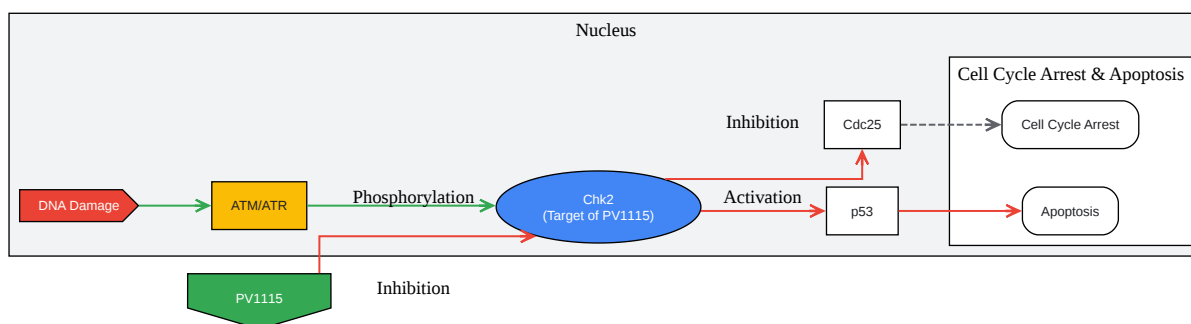 Nucleus
Cell Cycle Arrest & Apoptosis
Inhibition
Cdc25
Cell Cycle Arrest
DNA Damage
ATM/ATR
Phosphorylation
Chk2
(Target of PV1115)
Activation
p53
Apoptosis
PV1115
Inhibition